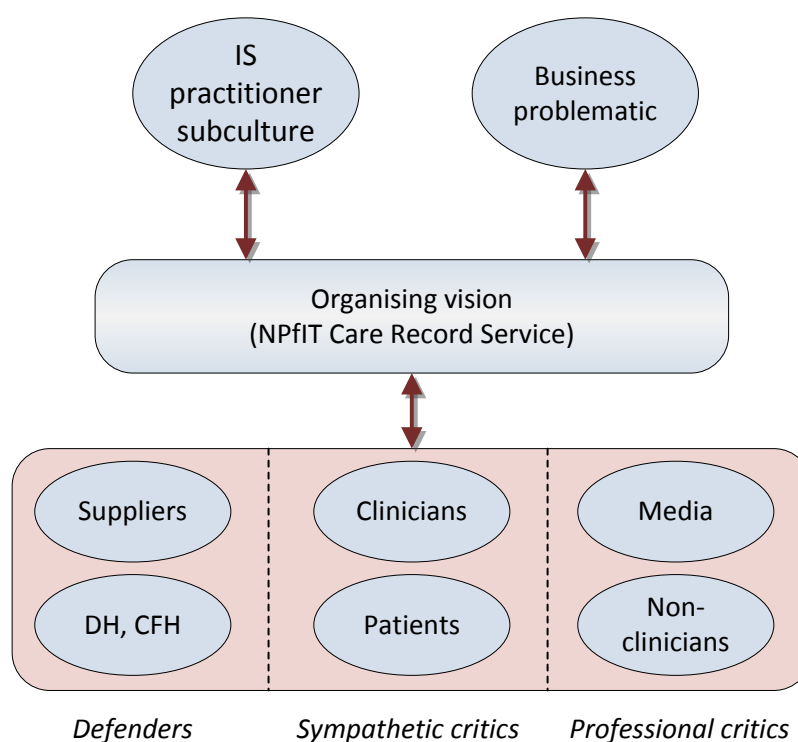 IS
practitioner
subculture
Business
problematic
Organising vision
(NPfIT Care Record Service)
Suppliers
Clinicians
Media
DH, CFH
Patients
Non-
clinicians
Defenders
Sympathetic critics
Professional critics